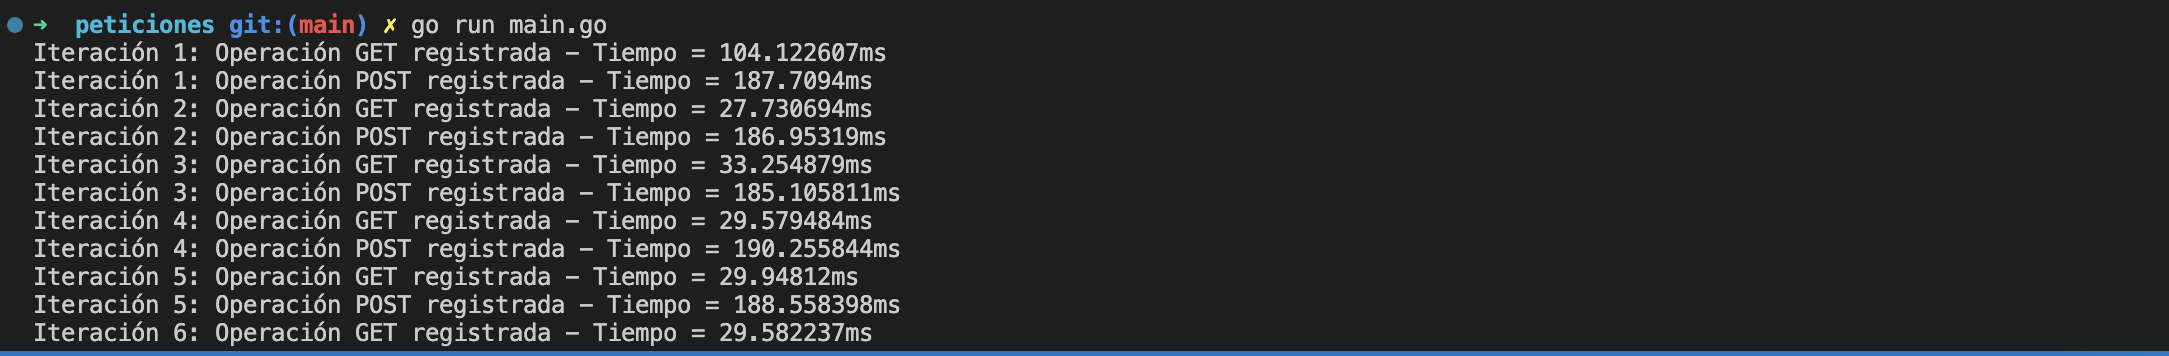 ➜  peticiones git:(main) ✗ go run main.go
Iteración 1: Operación GET registrada – Tiempo = 104.122607ms
Iteración 1: Operación POST registrada – Tiempo = 187.7094ms
Iteración 2: Operación GET registrada – Tiempo = 27.730694ms
Iteración 2: Operación POST registrada – Tiempo = 186.95319ms
Iteración 3: Operación GET registrada – Tiempo = 33.254879ms
Iteración 3: Operación POST registrada – Tiempo = 185.105811ms
Iteración 4: Operación GET registrada – Tiempo = 29.579484ms
Iteración 4: Operación POST registrada – Tiempo = 190.255844ms
Iteración 5: Operación GET registrada – Tiempo = 29.94812ms
Iteración 5: Operación POST registrada – Tiempo = 188.558398ms
Iteración 6: Operación GET registrada – Tiempo = 29.582237ms